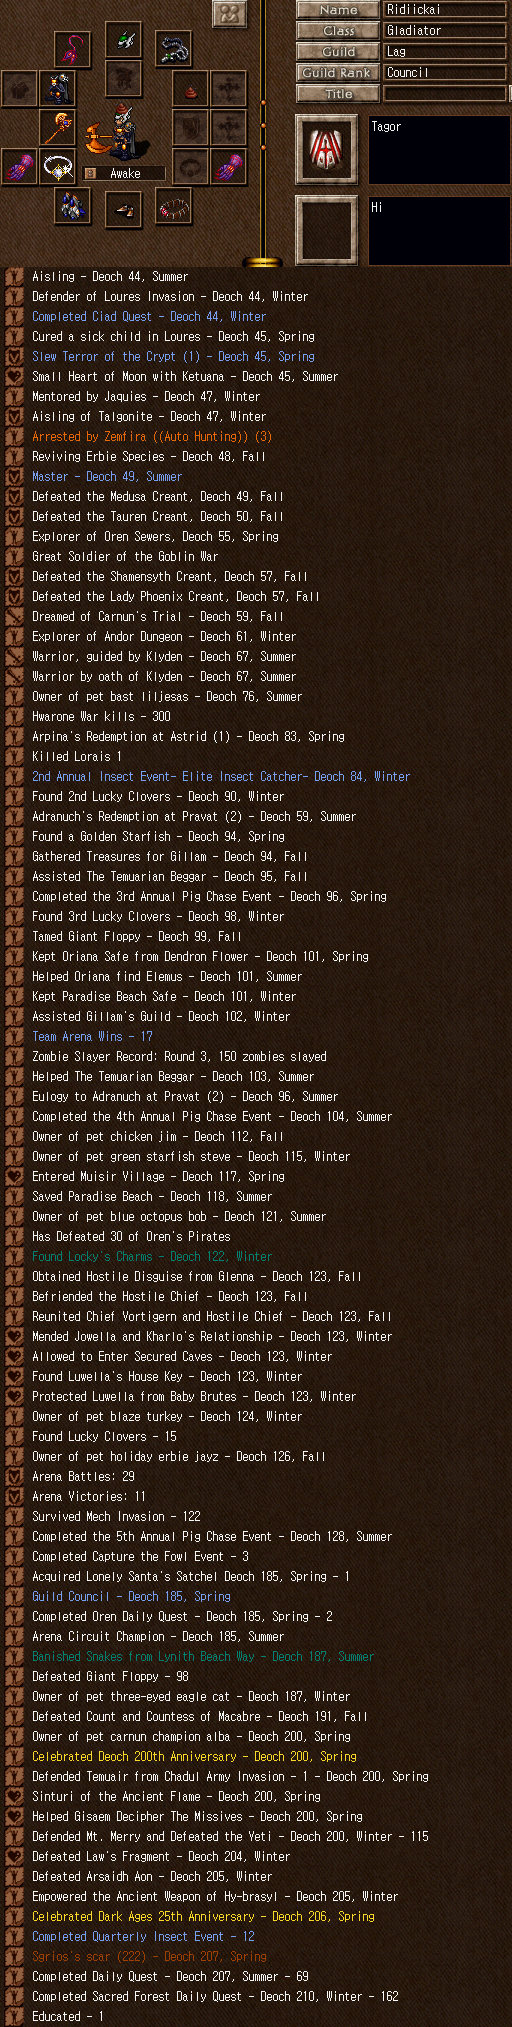 Name Ridiickai
Class Gladiator
Guild Lag
Guild Rank Council
Title
Tagor
Awake
Hi
Aisling - Deoch 44, Summer
Defender of Loures Invasion - Deoch 44, Winter
Completed Ciad Quest - Deoch 44, Winter
Cured a sick child in Loures - Deoch 45, Spring
Slew Terror of the Crypt (1) - Deoch 45, Spring
Small Heart of Moon with Ketuana - Deoch 45, Summer
Mentored by Jaquies - Deoch 47, Winter
Aisling of Talgonite - Deoch 47, Winter
Arrested by Zemfira ((Auto Hunting)) (3)
Reviving Erbie Species - Deoch 48, Fall
Master - Deoch 49, Summer
Defeated the Medusa Creant, Deoch 49, Fall
Defeated the Tauren Creant, Deoch 50, Fall
Explorer of Oren Sewers, Deoch 55, Spring
Great Soldier of the Goblin War
Defeated the Shamensyth Creant, Deoch 57, Fall
Defeated the Lady Phoenix Creant, Deoch 57, Fall
Dreamed of Carnun's Trial - Deoch 59, Fall
Explorer of Andor Dungeon - Deoch 61, Winter
Warrior, guided by Klyden - Deoch 67, Summer
Warrior by oath of Klyden - Deoch 67, Summer
Owner of pet bast liljesas - Deoch 76, Summer
Hwarone War kills - 300
Arpina's Redemption at Astrid (1) - Deoch 83, Spring
Killed Lorais 1
2nd Annual Insect Event- Elite Insect Catcher- Deoch 84, Winter
Found 2nd Lucky Clovers - Deoch 90, Winter
Adranuch's Redemption at Pravat (2) - Deoch 59, Summer
Found a Golden Starfish - Deoch 94, Spring
Gathered Treasures for Gillam - Deoch 94, Fall
Assisted The Temuarian Beggar - Deoch 95, Fall
Completed the 3rd Annual Pig Chase Event - Deoch 96, Spring
Found 3rd Lucky Clovers - Deoch 98, Winter
Tamed Giant Floppy - Deoch 99, Fall
Kept Oriana Safe from Dendron Flower - Deoch 101, Spring
Helped Oriana find Elemus - Deoch 101, Summer
Kept Paradise Beach Safe - Deoch 101, Winter
Assisted Gillam's Guild - Deoch 102, Winter
Team Arena Wins - 17
Zombie Slayer Record: Round 3, 150 zombies slayed
Helped The Temuarian Beggar - Deoch 103, Summer
Eulogy to Adranuch at Pravat (2) - Deoch 96, Summer
Completed the 4th Annual Pig Chase Event - Deoch 104, Summer
Owner of pet chicken jim - Deoch 112, Fall
Owner of pet green starfish steve - Deoch 115, Winter
Entered Muisir Village - Deoch 117, Spring
Saved Paradise Beach - Deoch 118, Summer
Owner of pet blue octopus bob - Deoch 121, Summer
Has Defeated 30 of Oren's Pirates
Found Locky's Charms - Deoch 122, Winter
Obtained Hostile Disguise from Glenna - Deoch 123, Fall
Befriended the Hostile Chief - Deoch 123, Fall
Reunited Chief Vortigern and Hostile Chief - Deoch 123, Fall
Mended Jowella and Kharlo's Relationship - Deoch 123, Winter
Allowed to Enter Secured Caves - Deoch 123, Winter
Found Luwella's House Key - Deoch 123, Winter
Protected Luwella from Baby Brutes - Deoch 123, Winter
Owner of pet blaze turkey - Deoch 124, Winter
Found Lucky Clovers - 15
Owner of pet holiday erbie jayz - Deoch 126, Fall
Arena Battles: 29
Arena Victories: 11
Survived Mech Invasion - 122
Completed the 5th Annual Pig Chase Event - Deoch 128, Summer
Completed Capture the Fowl Event - 3
Acquired Lonely Santa's Satchel Deoch 185, Spring - 1
Guild Council - Deoch 185, Spring
Completed Oren Daily Quest - Deoch 185, Spring - 2
Arena Circuit Champion - Deoch 185, Summer
Banished Snakes from Lynith Beach Way - Deoch 187, Summer
Defeated Giant Floppy - 98
Owner of pet three-eyed eagle cat - Deoch 187, Winter
Defeated Count and Countess of Macabre - Deoch 191, Fall
Owner of pet carnun champion alba - Deoch 200, Spring
Celebrated Deoch 200th Anniversary - Deoch 200, Spring
Defended Temuair from Chadul Army Invasion - 1 - Deoch 200, Spring
Sinturi of the Ancient Flame - Deoch 200, Spring
Helped Gisaem Decipher The Missives - Deoch 200, Spring
Defended Mt. Merry and Defeated the Yeti - Deoch 200, Winter - 115
Defeated Law's Fragment - Deoch 204, Winter
Defeated Arsaidh Aon - Deoch 205, Winter
Empowered the Ancient Weapon of Hy-brasyl - Deoch 205, Winter
Celebrated Dark Ages 25th Anniversary - Deoch 206, Spring
Completed Quarterly Insect Event - 12
Sgrios's scar (222) - Deoch 207, Spring
Completed Daily Quest - Deoch 207, Summer - 69
Completed Sacred Forest Daily Quest - Deoch 210, Winter - 162
Educated - 1